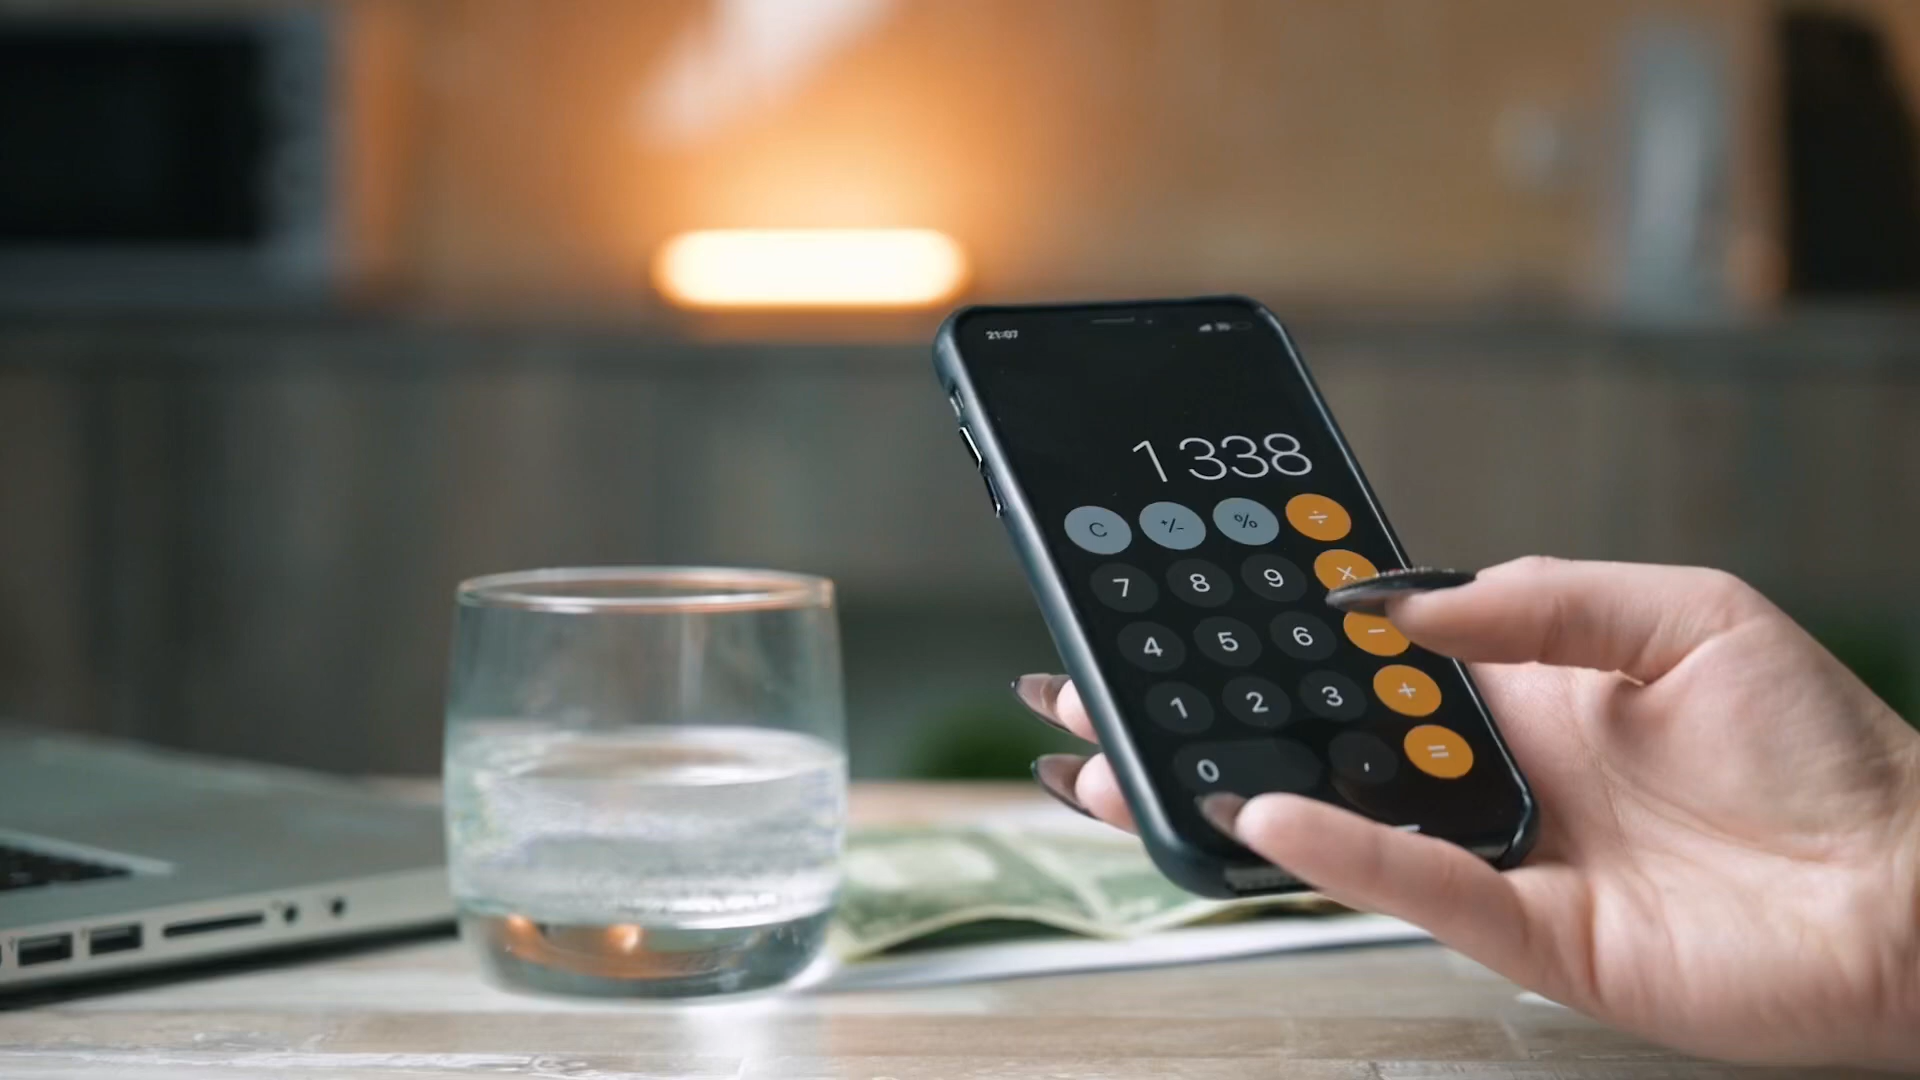 21:07
1 338
C +/- % ÷
7 8 9 ×
4 5 6 −
1 2 3 +
0 , =